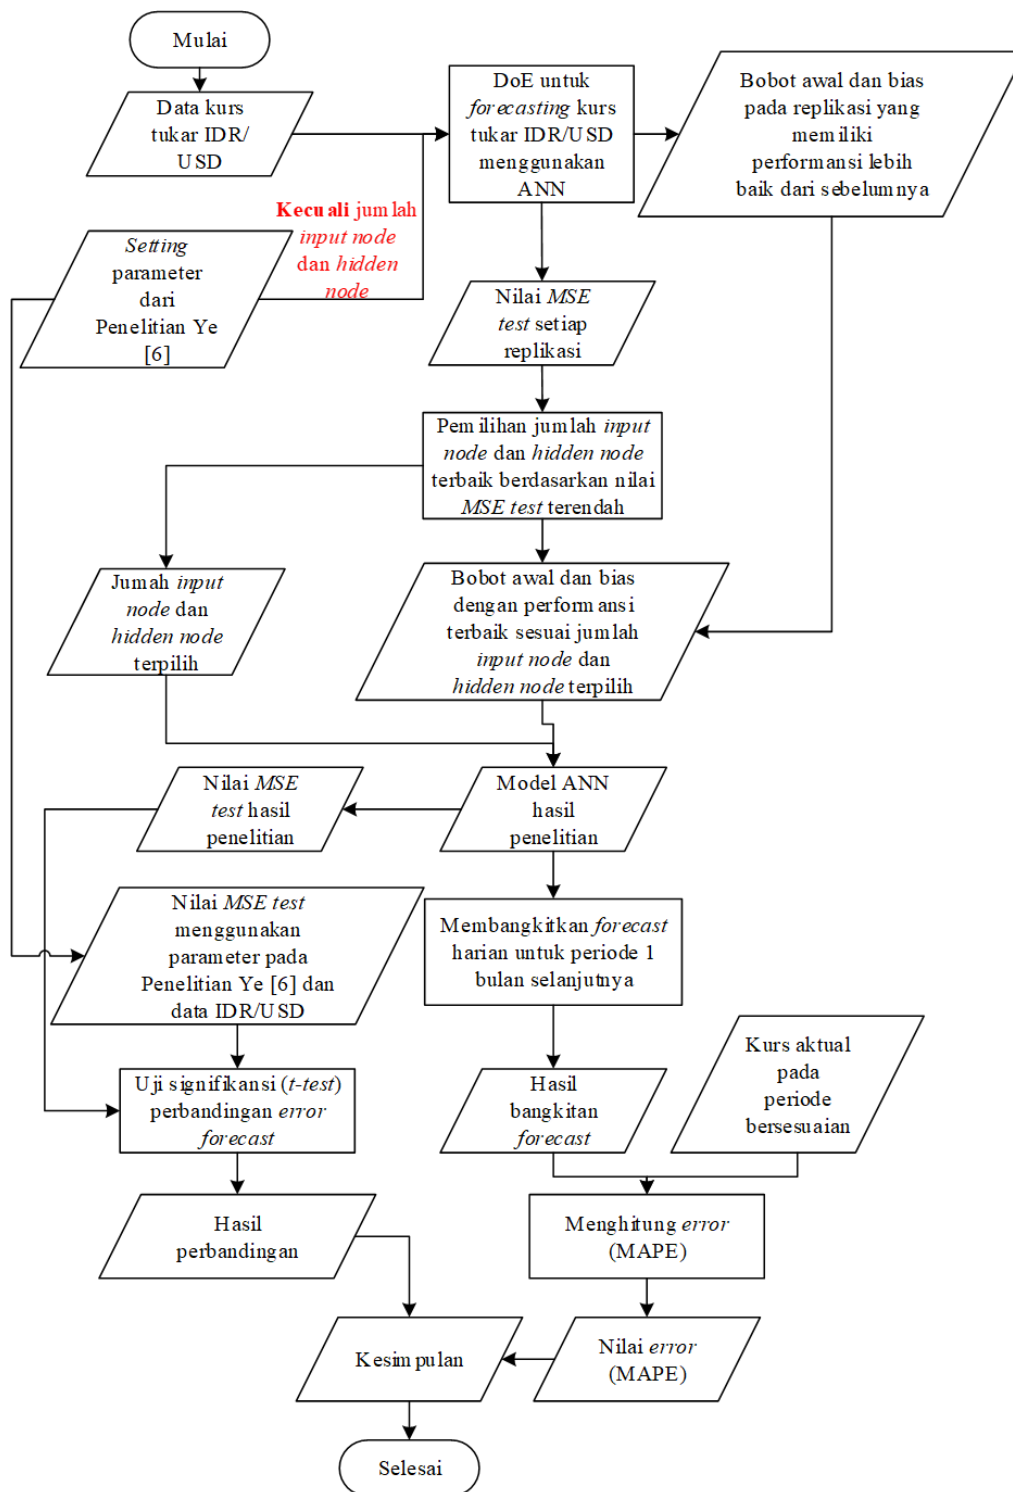 Mulai
Data kurs
tukar IDR/
USD
DoE untuk
forecasting kurs
tukar IDR/USD
menggunakan
ANN
Bobot awal dan bias
pada replikasi yang
memiliki
performansi lebih
baik dari sebelumnya
Kecuali jumlah
input node
dan hidden
node
Setting
parameter
dari
Penelitian Ye
[6]
Nilai MSE
test setiap
replikasi
Pemilihan jumlah input
node dan hidden node
terbaik berdasarkan nilai
MSE test terendah
Jumah input
node dan
hidden node
terpilih
Bobot awal dan bias
dengan performansi
terbaik sesuai jumlah
input node dan
hidden node terpilih
Nilai MSE
test hasil
penelitian
Model ANN
hasil
penelitian
Nilai MSE test
menggunakan
parameter pada
Penelitian Ye [6] dan
data IDR/USD
Membangkitkan forecast
harian untuk periode 1
bulan selanjutnya
Kurs aktual
pada
periode
bersesuaian
Uji signifikansi (t-test)
perbandingan error
forecast
Hasil
bangkitan
forecast
Hasil
perbandingan
Menghitung error
(MAPE)
Kesimpulan
Nilai error
(MAPE)
Selesai